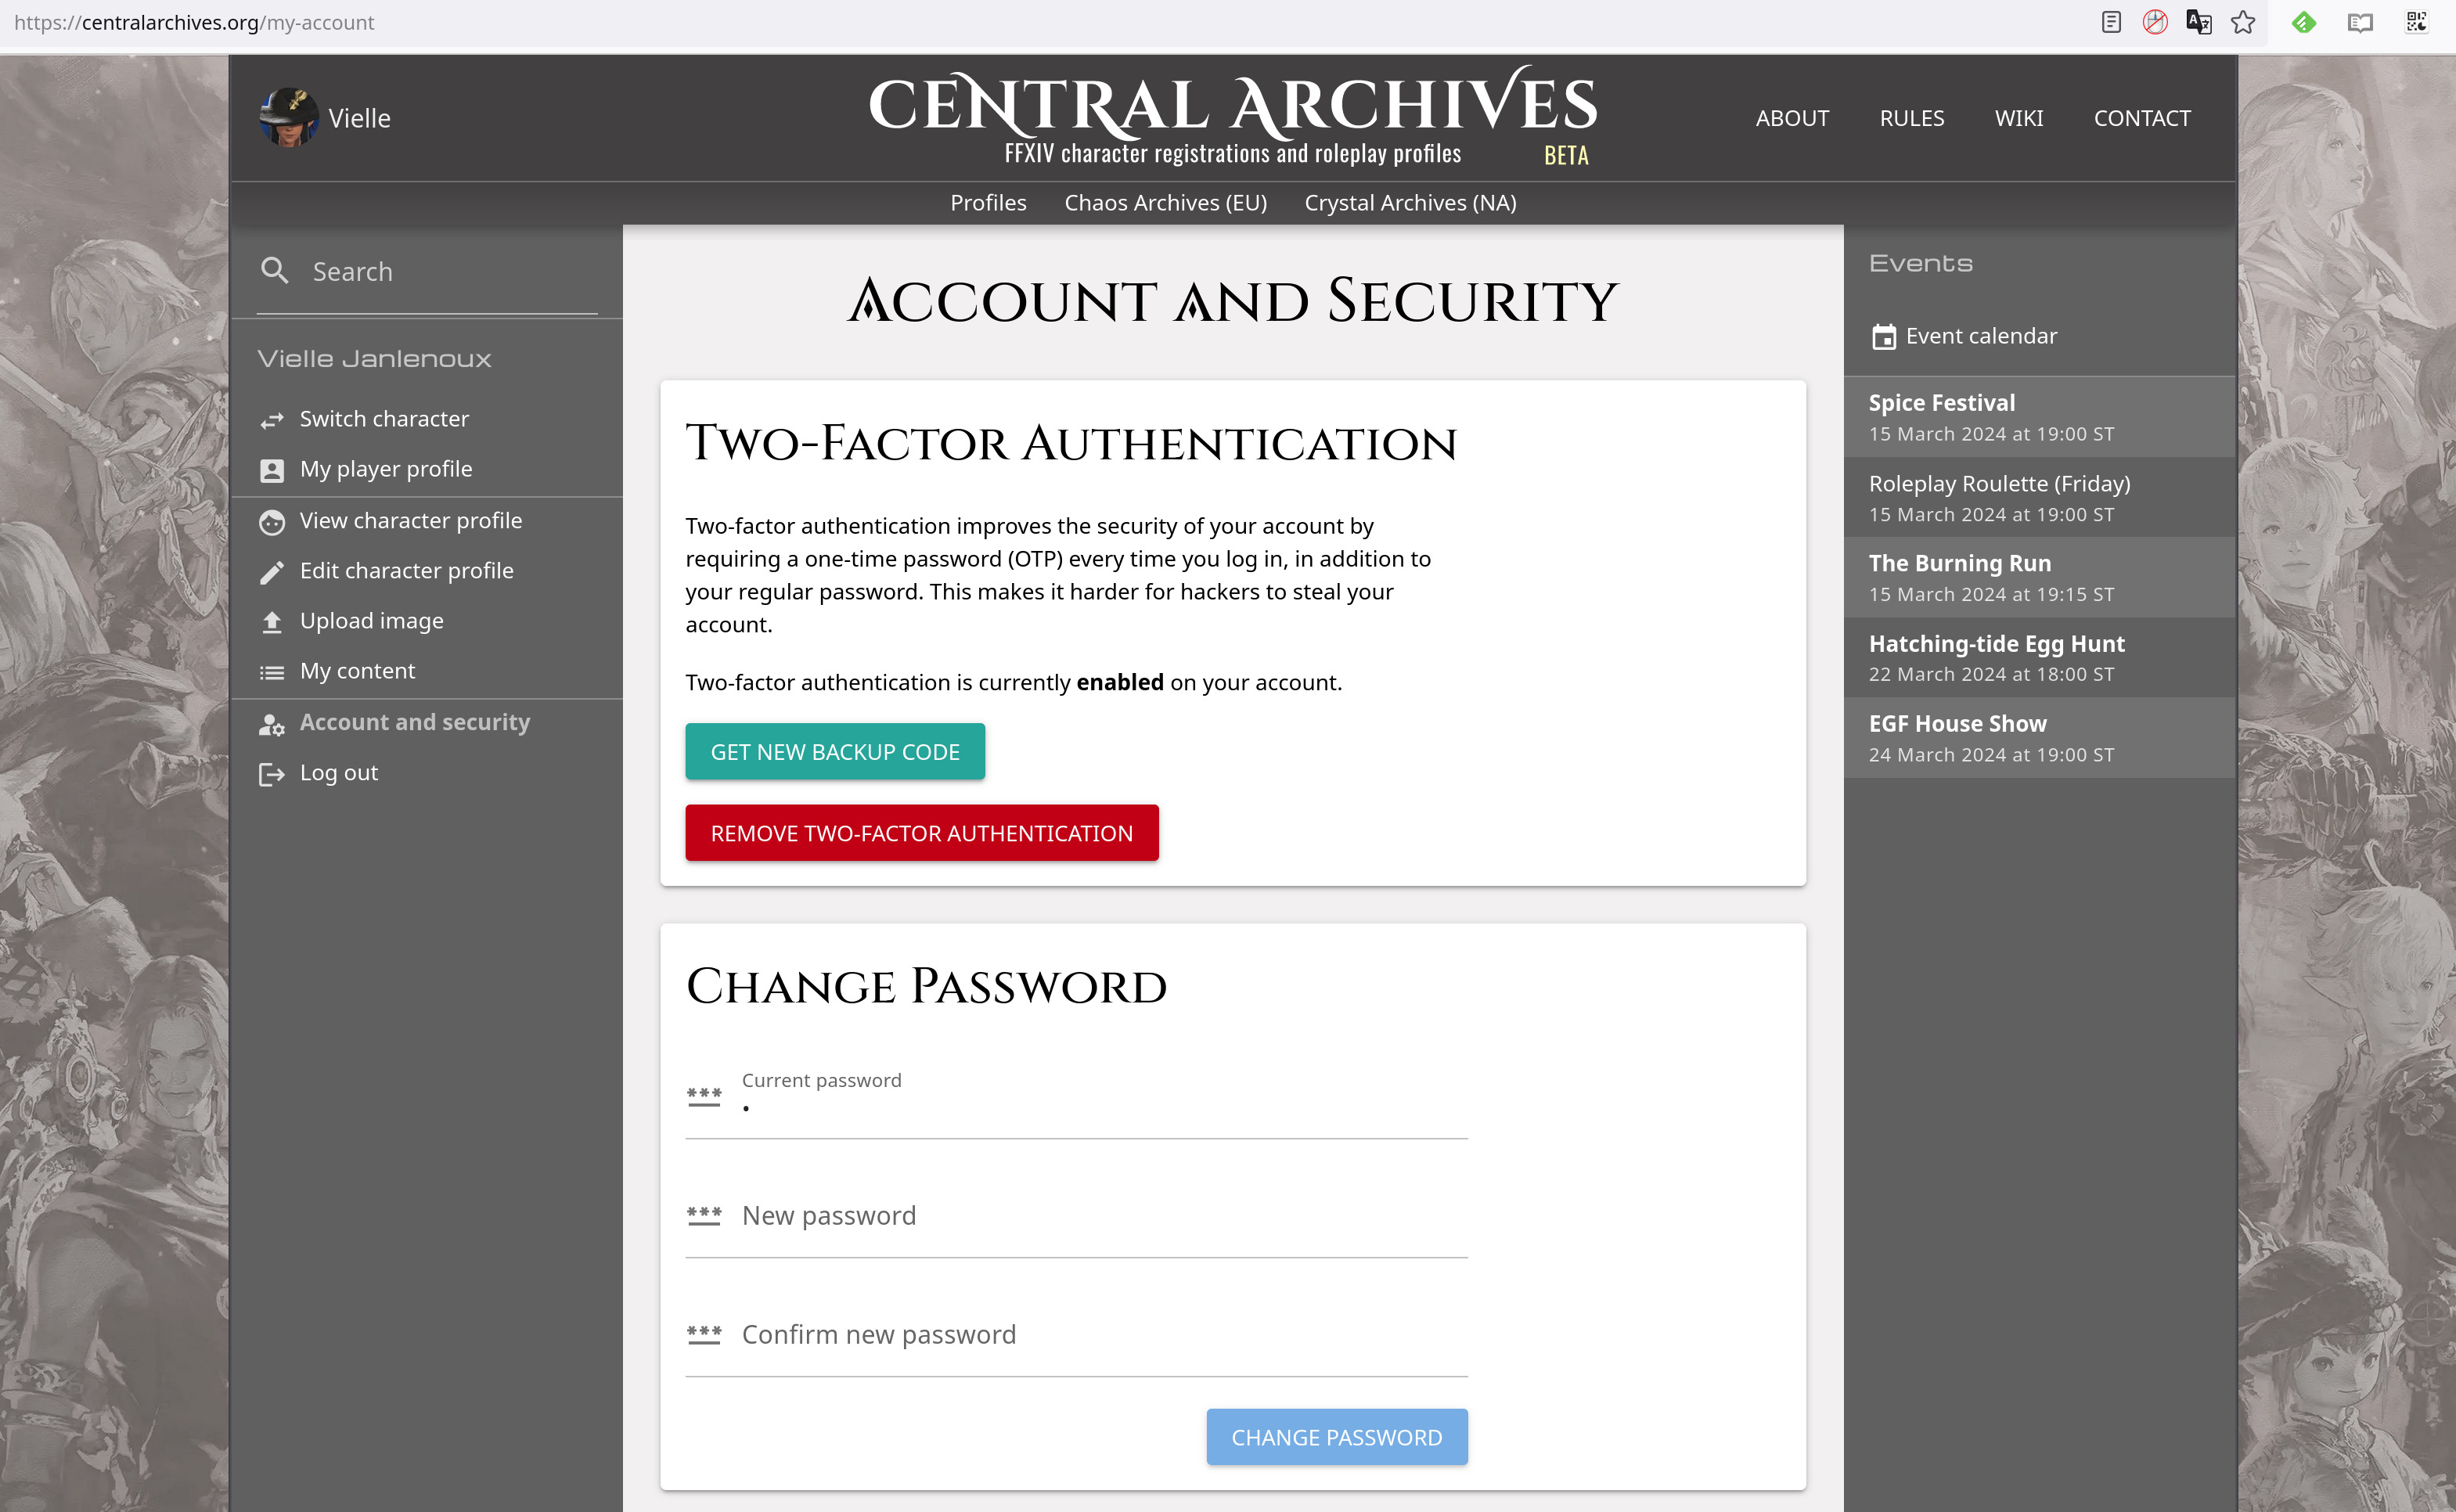 https://centralarchives.org/my-account
Vielle
CENTRAL ARCHIVES
FFXIV character registrations and roleplay profiles
BETA
ABOUT
RULES
WIKI
CONTACT
Profiles
Chaos Archives (EU)
Crystal Archives (NA)
Search
Vielle Janlenoux
Switch character
My player profile
View character profile
Edit character profile
Upload image
My content
Account and security
Log out
Account and Security
Two-Factor Authentication
Two-factor authentication improves the security of your account by
requiring a one-time password (OTP) every time you log in, in addition to
your regular password. This makes it harder for hackers to steal your
account.
Two-factor authentication is currently enabled on your account.
GET NEW BACKUP CODE
REMOVE TWO-FACTOR AUTHENTICATION
Change Password
Current password
•
New password
Confirm new password
CHANGE PASSWORD
Events
Event calendar
Spice Festival
15 March 2024 at 19:00 ST
Roleplay Roulette (Friday)
15 March 2024 at 19:00 ST
The Burning Run
15 March 2024 at 19:15 ST
Hatching-tide Egg Hunt
22 March 2024 at 18:00 ST
EGF House Show
24 March 2024 at 19:00 ST